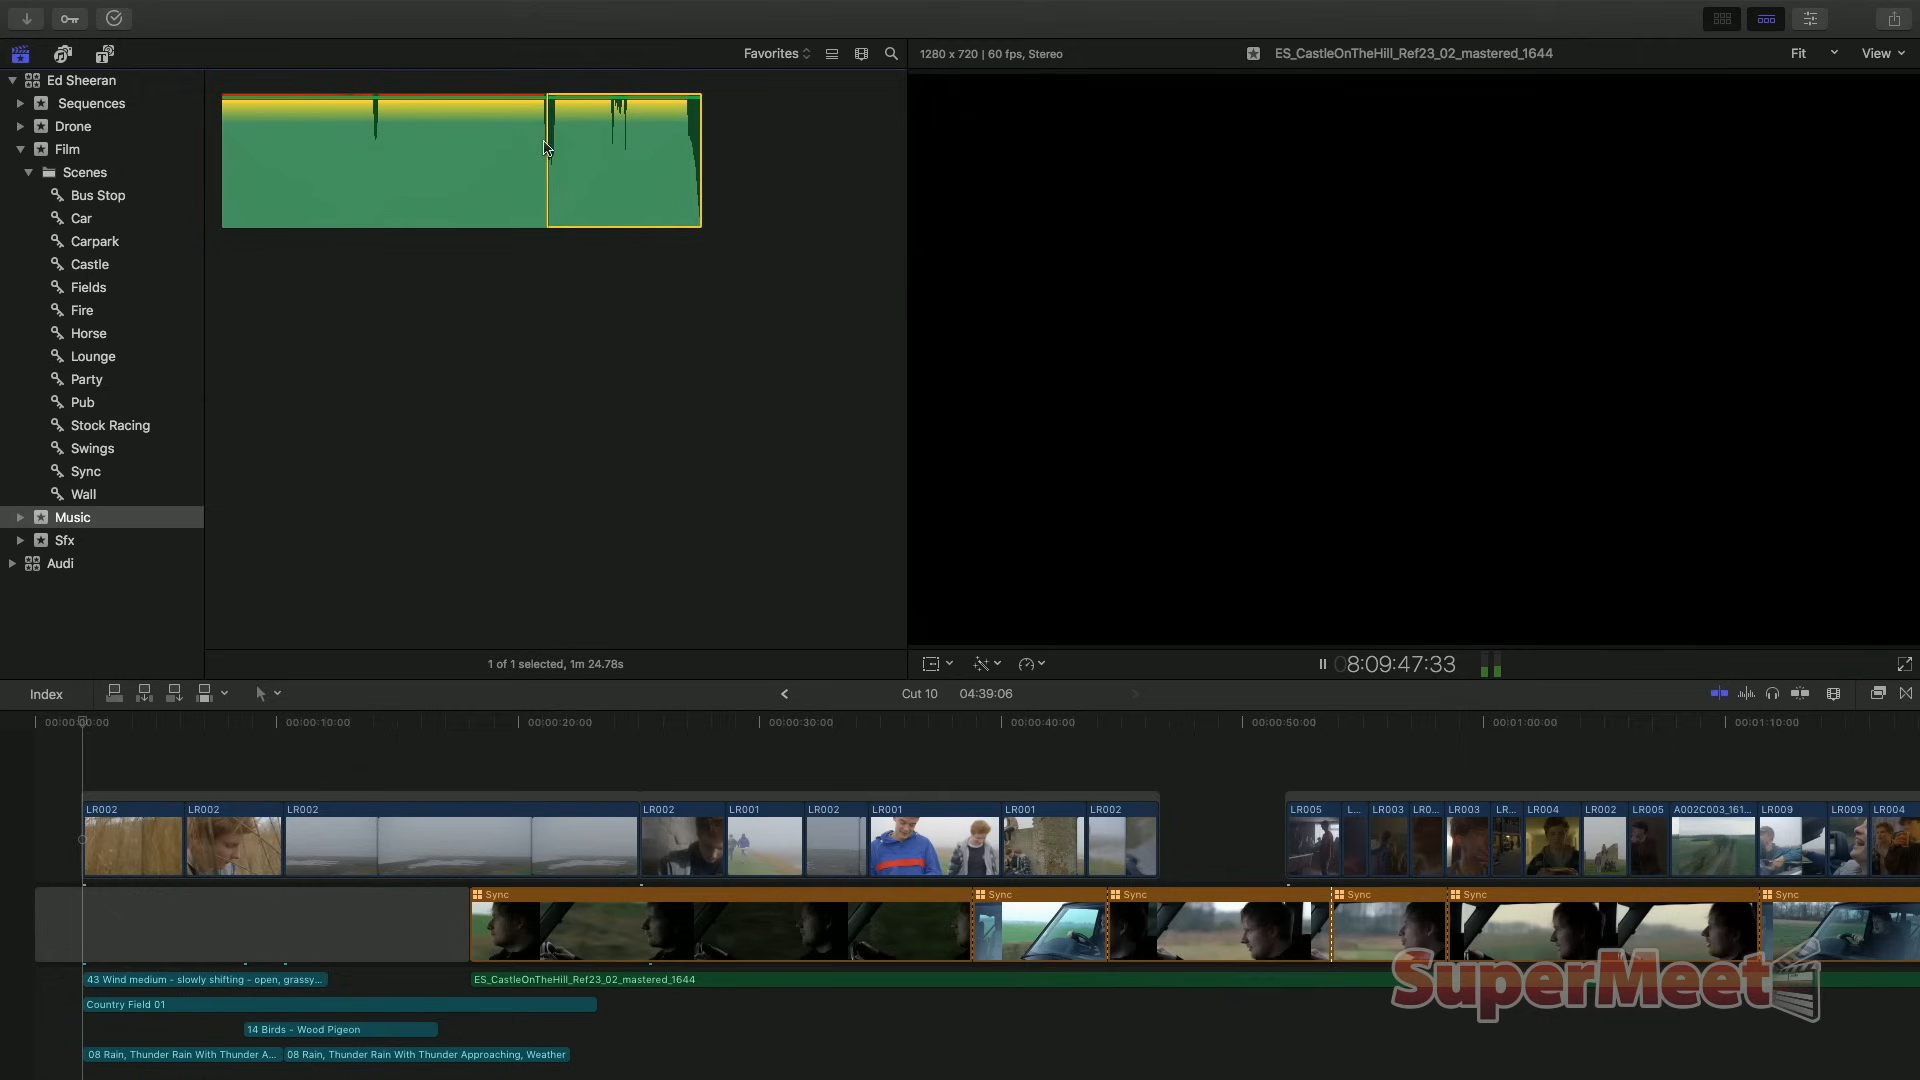 Favorites
1280 x 720 | 60 fps, Stereo
ES_CastleOnTheHill_Ref23_02_mastered_1644
Fit
View
Ed Sheeran
Sequences
Drone
Film
Scenes
Bus Stop
Car
Carpark
Castle
Fields
Fire
Horse
Lounge
Party
Pub
Stock Racing
Swings
Sync
Wall
Music
Sfx
Audi
1 of 1 selected, 1m 24.78s
08:09:47:33
Index
Cut 10
04:39:06
00:00:00:00
00:00:10:00
00:00:20:00
00:00:30:00
00:00:40:00
00:00:50:00
00:01:00:00
00:01:10:00
LR002
LR002
LR002
LR002
LR001
LR002
LR001
LR001
LR002
LR005
L...
LR003
LR0...
LR003
LR...
LR004
LR002
LR005
A002C003_161...
LR009
LR009
LR004
Sync
Sync
Sync
Sync
Sync
Sync
43 Wind medium - slowly shifting - open, grassy...
ES_CastleOnTheHill_Ref23_02_mastered_1644
Country Field 01
14 Birds - Wood Pigeon
08 Rain, Thunder Rain With Thunder A...
08 Rain, Thunder Rain With Thunder Approaching, Weather
SuperMeet